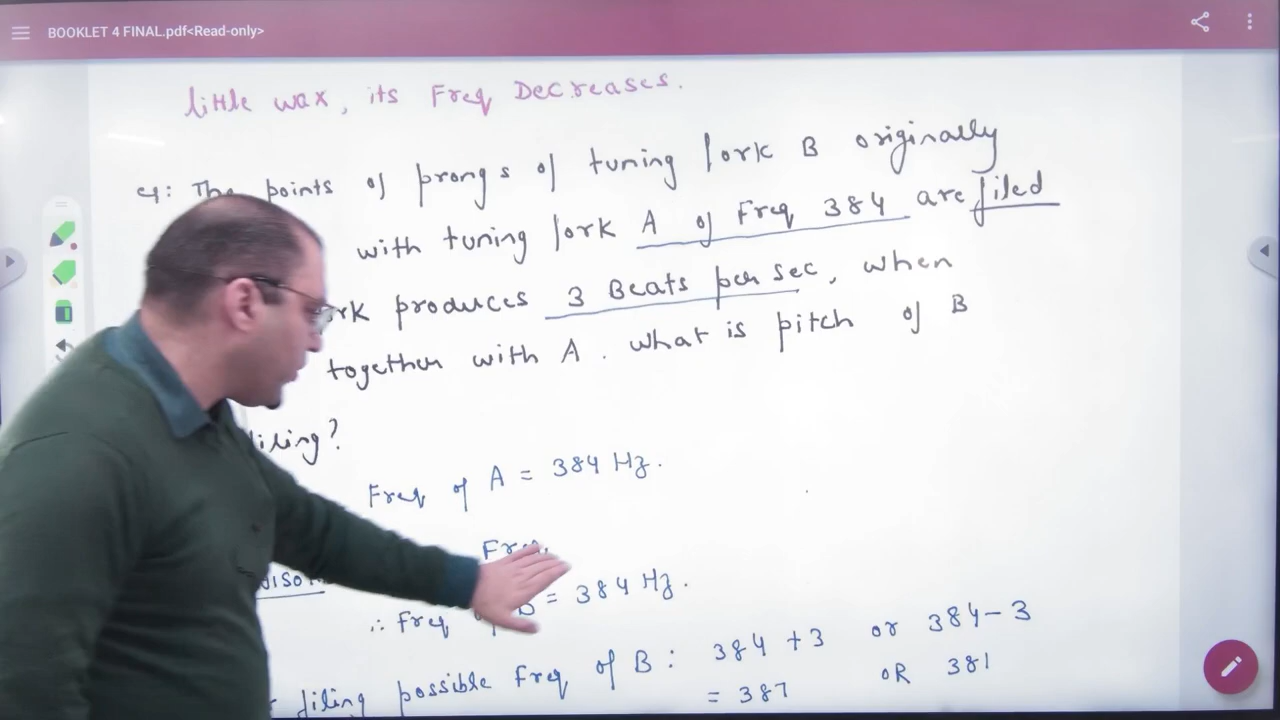 BOOKLET 4 FINAL.pdf<Read-only>
little wax, its Freq Decreases.
eg: The points of prongs of tuning fork B originally
with tuning fork A of Freq 384 are filed
produces 3 Beats per sec, when
together with A. what is pitch of B
filing?
Freq of A = 384 Hz.
∴ Freq of B = 384 Hz.
filing possible Freq of B: 384 + 3 or 384 - 3
= 387 OR 381